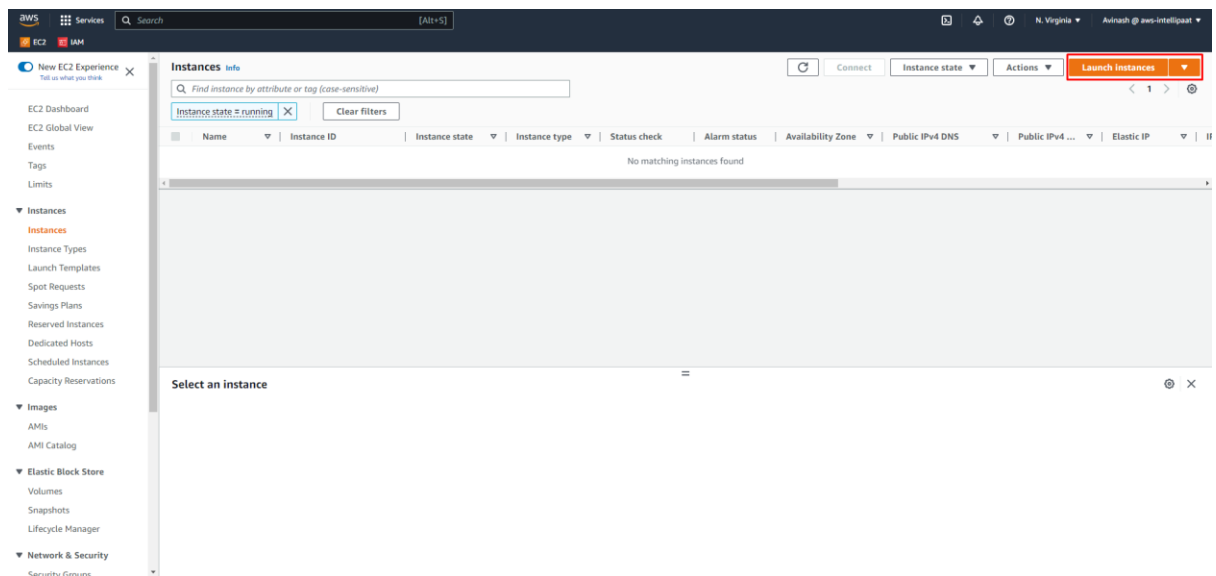 aws Services Search [Alt+S] N. Virginia Avinash @ aws-intellipaat
EC2 IAM
New EC2 Experience
Tell us what you think
EC2 Dashboard
EC2 Global View
Events
Tags
Limits
Instances
Instances
Instance Types
Launch Templates
Spot Requests
Savings Plans
Reserved Instances
Dedicated Hosts
Scheduled Instances
Capacity Reservations
Images
AMIs
AMI Catalog
Elastic Block Store
Volumes
Snapshots
Lifecycle Manager
Network & Security
Security Groups
Instances Info Connect Instance state Actions Launch instances
Find instance by attribute or tag (case-sensitive) 1
Instance state = running Clear filters
Name Instance ID Instance state Instance type Status check Alarm status Availability Zone Public IPv4 DNS Public IPv4 ... Elastic IP
No matching instances found
Select an instance